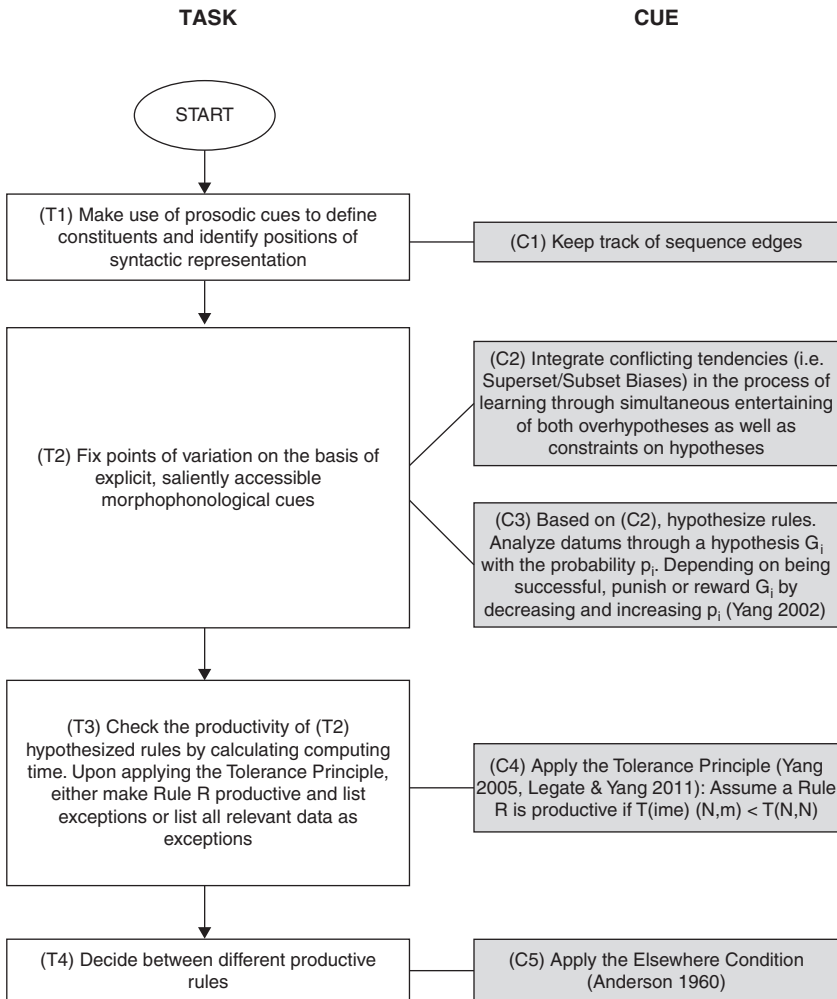 TASK
CUE
START
(T1) Make use of prosodic cues to define
constituents and identify positions of
syntactic representation
(C1) Keep track of sequence edges
(T2) Fix points of variation on the basis of
explicit, saliently accessible
morphophonological cues
(C2) Integrate conflicting tendencies (i.e.
Superset/Subset Biases) in the process of
learning through simultaneous entertaining
of both overhypotheses as well as
constraints on hypotheses
(C3) Based on (C2), hypothesize rules.
Analyze datums through a hypothesis Gi
with the probability pi. Depending on being
successful, punish or reward Gi by
decreasing and increasing pi (Yang 2002)
(T3) Check the productivity of (T2)
hypothesized rules by calculating computing
time. Upon applying the Tolerance Principle,
either make Rule R productive and list
exceptions or list all relevant data as
exceptions
(C4) Apply the Tolerance Principle (Yang
2005, Legate & Yang 2011): Assume a Rule
R is productive if T(ime) (N,m) < T(N,N)
(T4) Decide between different productive
rules
(C5) Apply the Elsewhere Condition
(Anderson 1960)